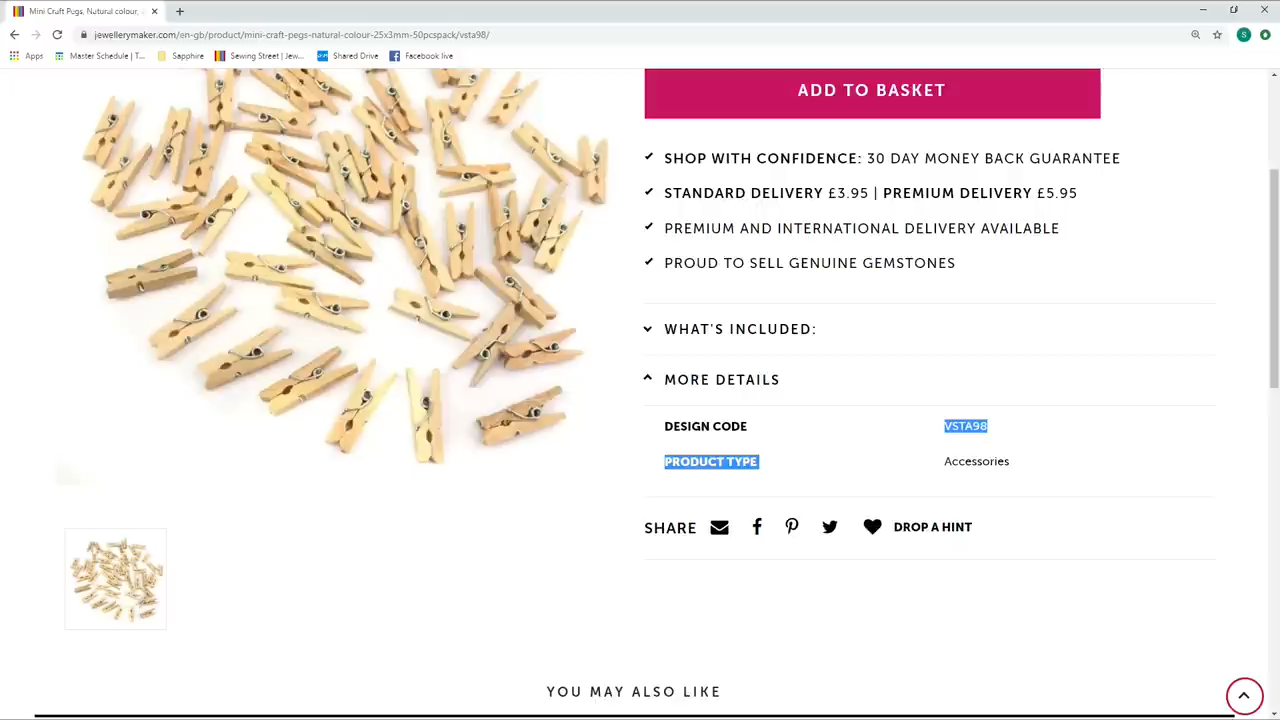 Mini Craft Pegs, Natural colour,
jewellerymaker.com/en-gb/product/mini-craft-pegs-natural-colour-25x3mm-50pcspack/vsta98/
S
Apps
Master Schedule | T...
Sapphire
Sewing Street | Jew...
Shared Drive
Facebook live
ADD TO BASKET
SHOP WITH CONFIDENCE: 30 DAY MONEY BACK GUARANTEE
STANDARD DELIVERY £3.95 | PREMIUM DELIVERY £5.95
PREMIUM AND INTERNATIONAL DELIVERY AVAILABLE
PROUD TO SELL GENUINE GEMSTONES
WHAT'S INCLUDED:
MORE DETAILS
DESIGN CODE VSTA98
PRODUCT TYPE Accessories
SHARE DROP A HINT
YOU MAY ALSO LIKE